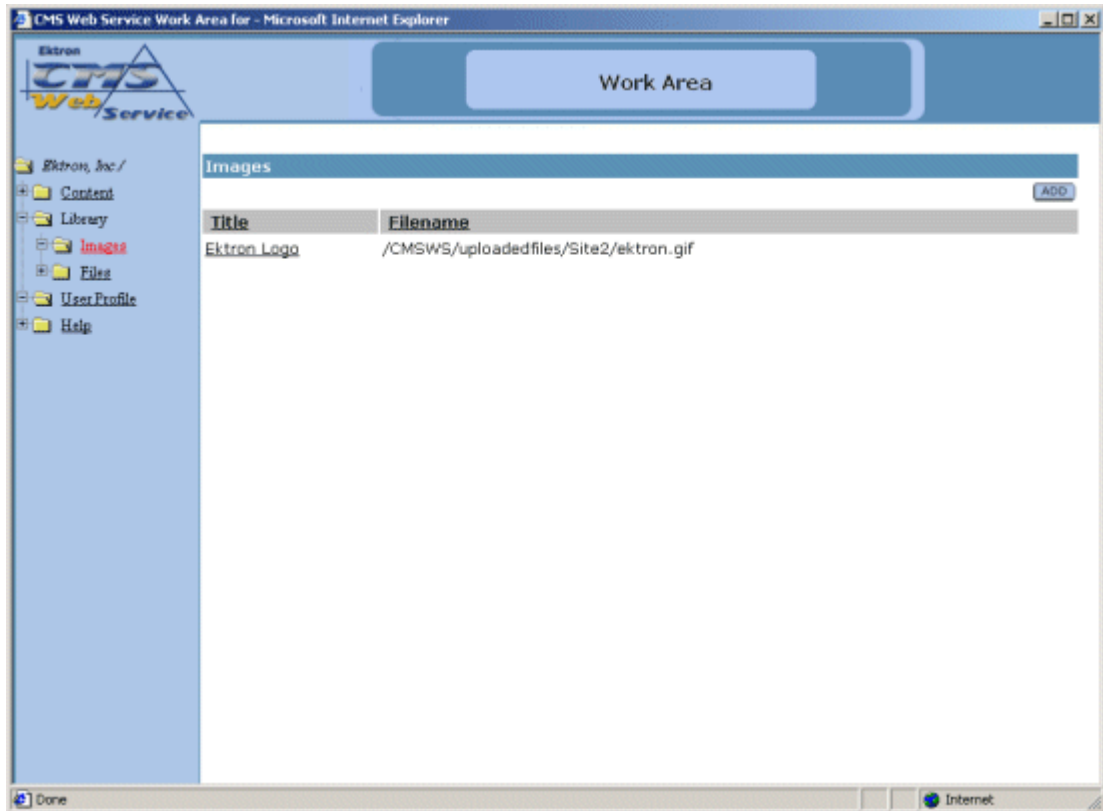 CMS Web Service Work Area for - Microsoft Internet Explorer
Ektron
CMS
Web
Service
Work Area
Ektron, Inc /
Content
Library
Images
Files
User Profile
Help
Images
ADD
Title Filename
Ektron Logo /CMSWS/uploadedfiles/Site2/ektron.gif
Done
Internet